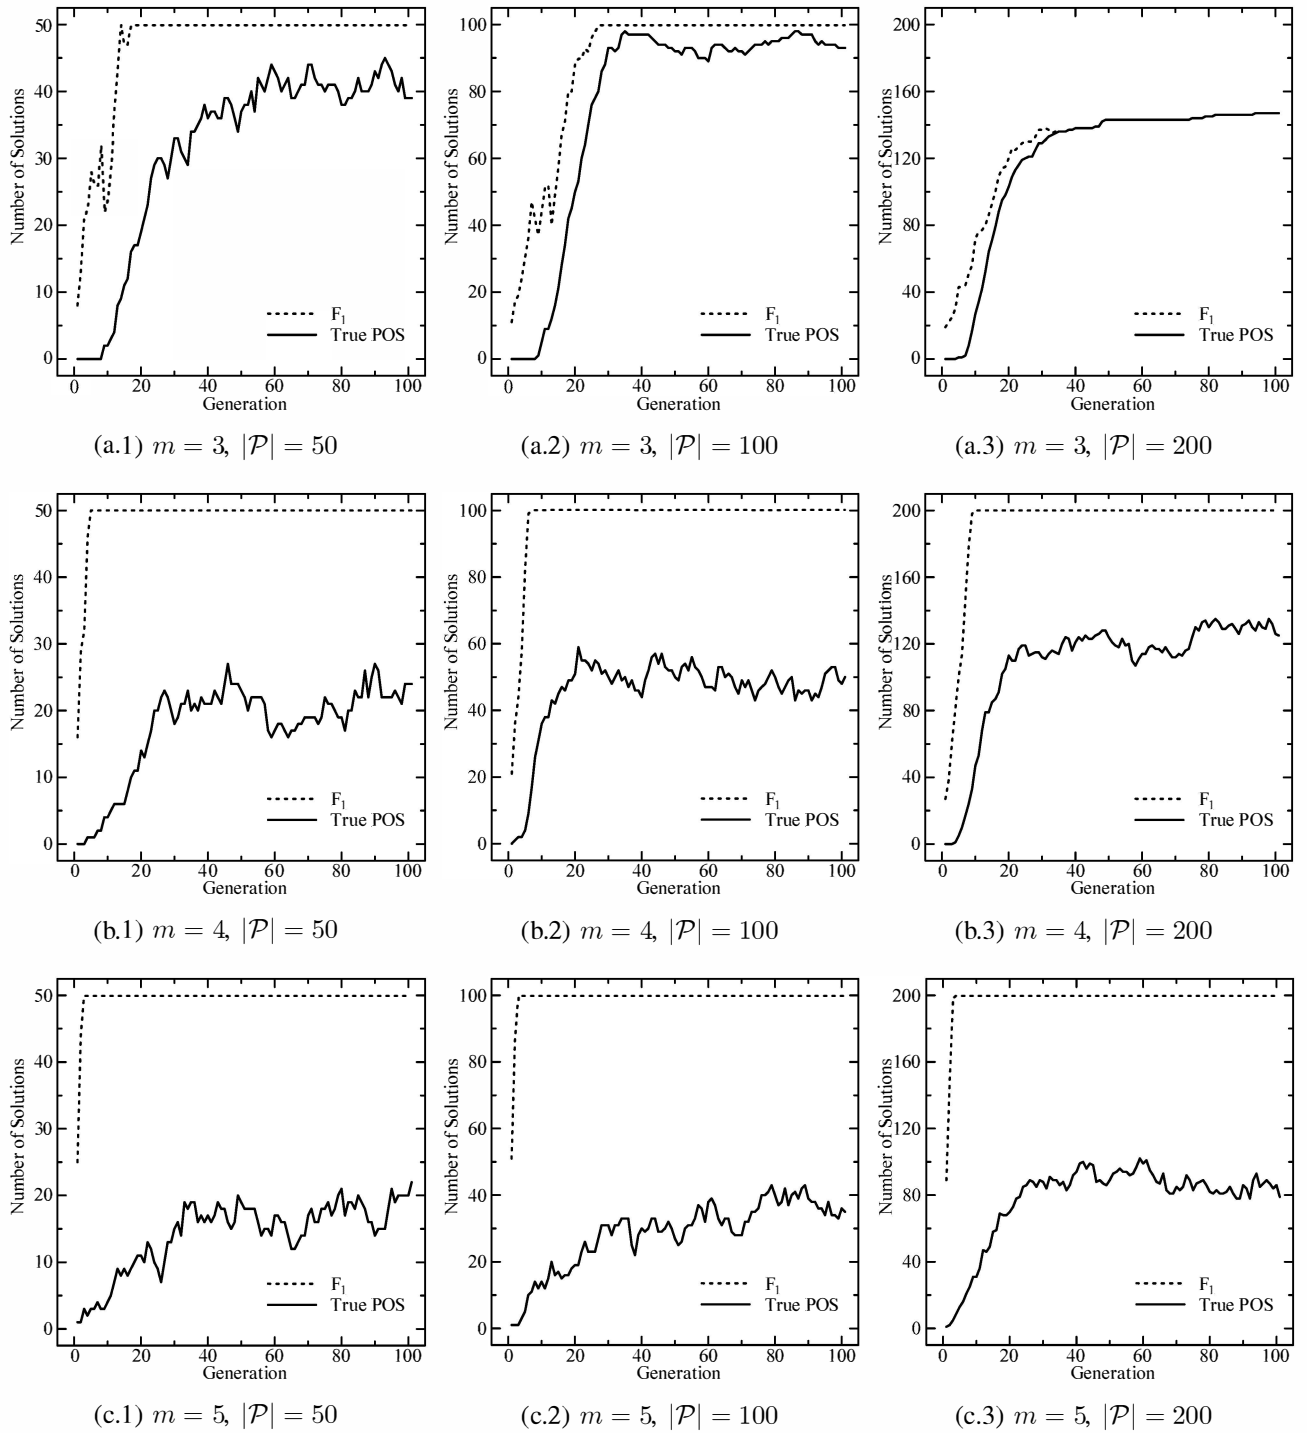 50
40
30
20
10
0
Number of Solutions
F₁
True POS
0 20 40 60 80 100
Generation
(a.1) m = 3, |𝒫| = 50
100
80
60
40
20
0
Number of Solutions
F₁
True POS
0 20 40 60 80 100
Generation
(a.2) m = 3, |𝒫| = 100
200
160
120
80
40
0
Number of Solutions
F₁
True POS
0 20 40 60 80 100
Generation
(a.3) m = 3, |𝒫| = 200
50
40
30
20
10
0
Number of Solutions
F₁
True POS
0 20 40 60 80 100
Generation
(b.1) m = 4, |𝒫| = 50
100
80
60
40
20
0
Number of Solutions
F₁
True POS
0 20 40 60 80 100
Generation
(b.2) m = 4, |𝒫| = 100
200
160
120
80
40
0
Number of Solutions
F₁
True POS
0 20 40 60 80 100
Generation
(b.3) m = 4, |𝒫| = 200
50
40
30
20
10
0
Number of Solutions
F₁
True POS
0 20 40 60 80 100
Generation
(c.1) m = 5, |𝒫| = 50
100
80
60
40
20
0
Number of Solutions
F₁
True POS
0 20 40 60 80 100
Generation
(c.2) m = 5, |𝒫| = 100
200
160
120
80
40
0
Number of Solutions
F₁
True POS
0 20 40 60 80 100
Generation
(c.3) m = 5, |𝒫| = 200